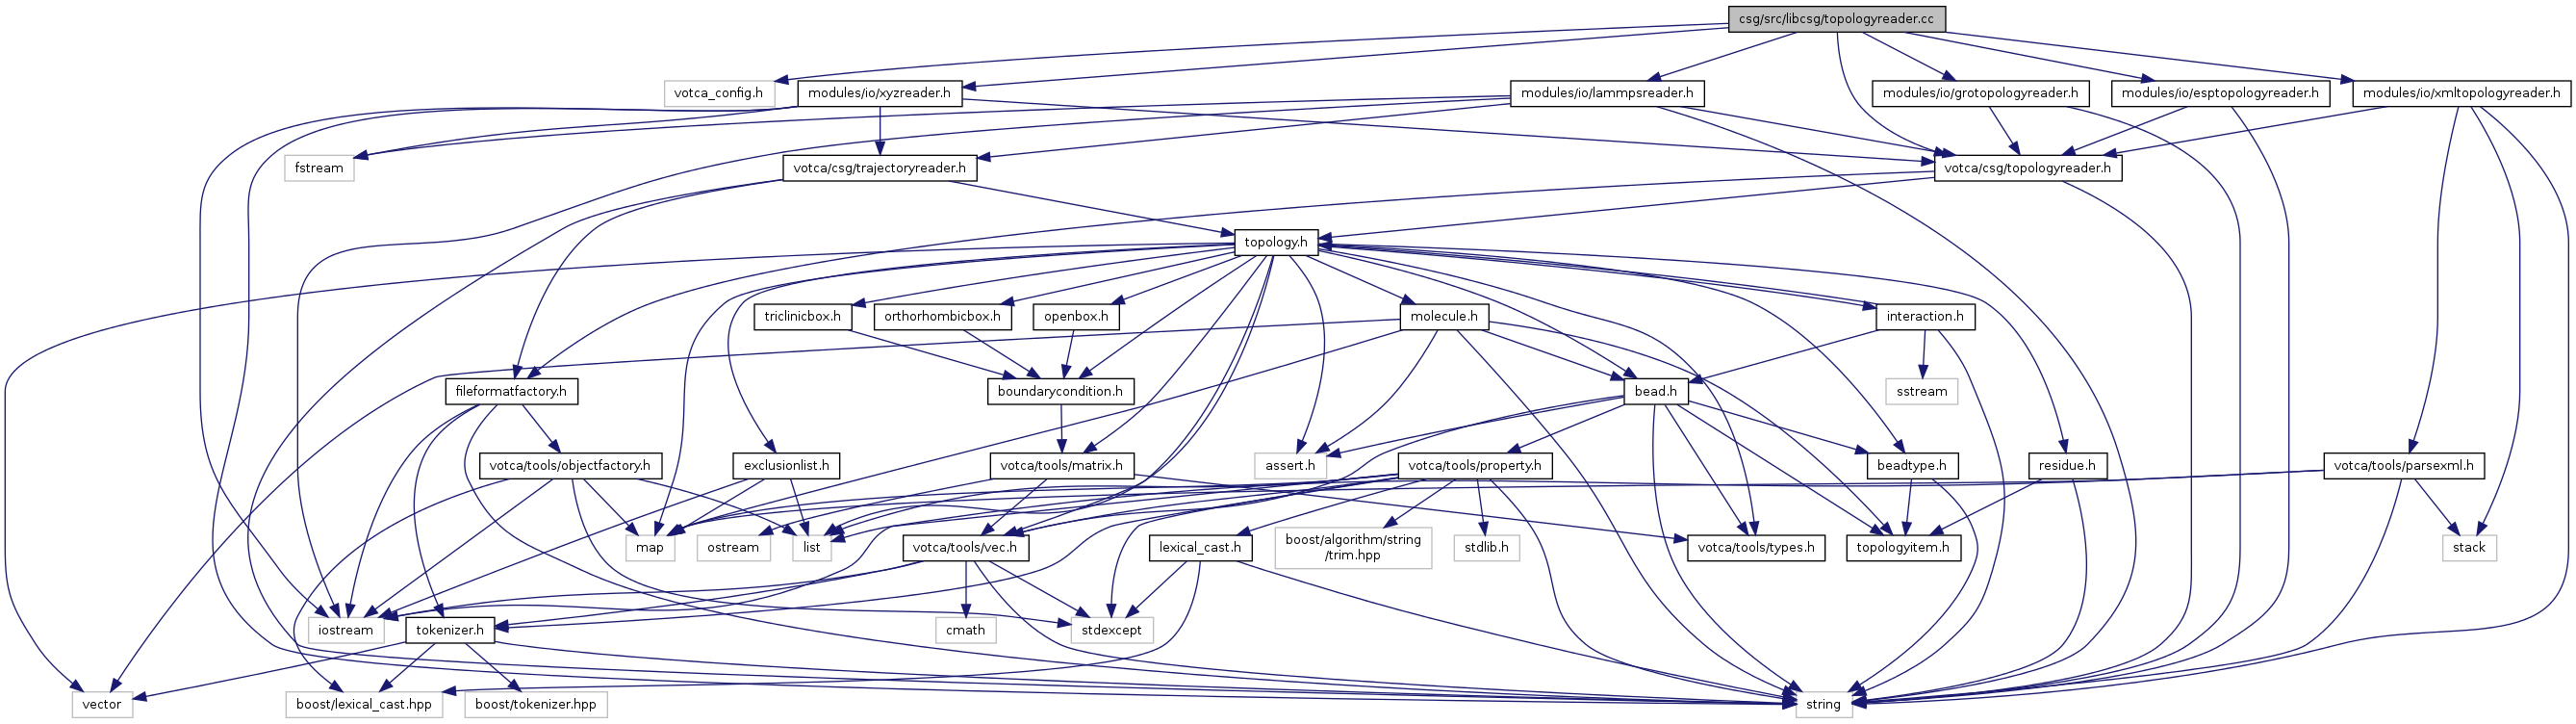 csg/src/libcsg/topologyreader.cc
votca_config.h
modules/io/xyzreader.h
modules/io/lammpsreader.h
modules/io/grotopologyreader.h
modules/io/esptopologyreader.h
modules/io/xmltopologyreader.h
fstream
votca/csg/trajectoryreader.h
votca/csg/topologyreader.h
topology.h
triclinicbox.h
orthorhombicbox.h
openbox.h
molecule.h
interaction.h
fileformatfactory.h
boundarycondition.h
bead.h
sstream
votca/tools/objectfactory.h
exclusionlist.h
votca/tools/matrix.h
assert.h
votca/tools/property.h
beadtype.h
residue.h
votca/tools/parsexml.h
map
ostream
list
votca/tools/vec.h
lexical_cast.h
boost/algorithm/string
/trim.hpp
stdlib.h
votca/tools/types.h
topologyitem.h
stack
iostream
tokenizer.h
cmath
stdexcept
vector
boost/lexical_cast.hpp
boost/tokenizer.hpp
string